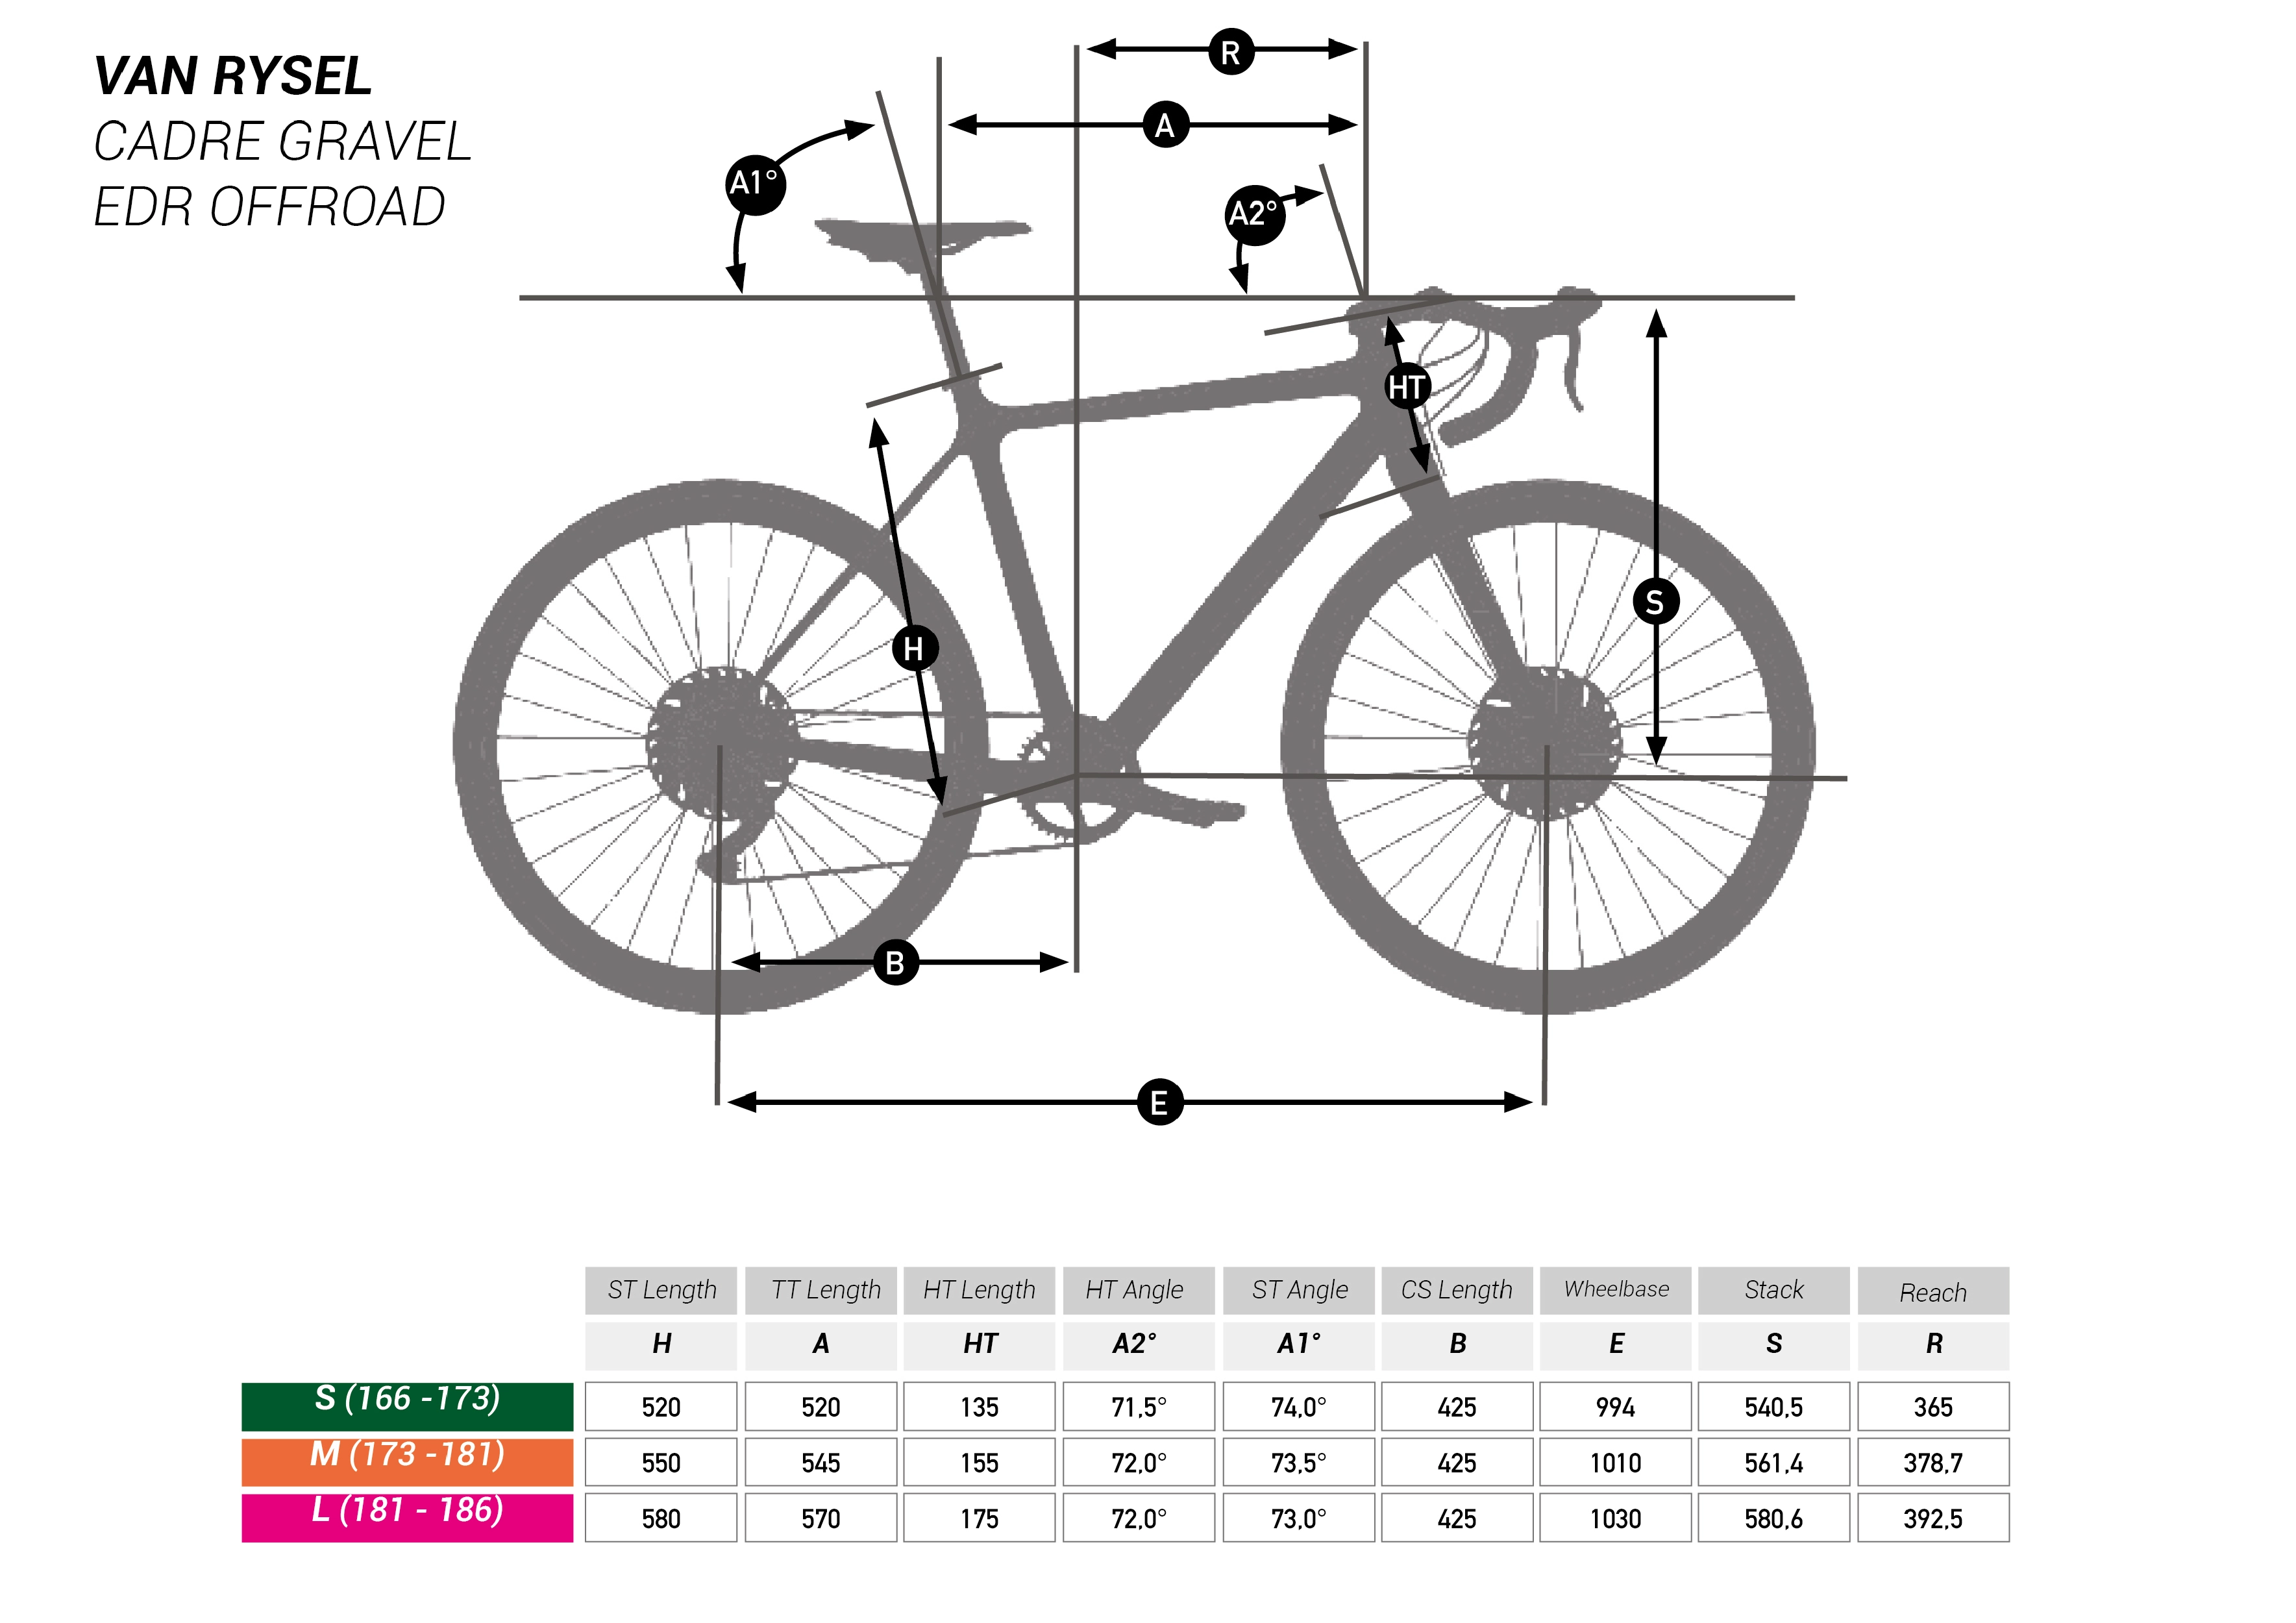 VAN RYSEL
CADRE GRAVEL
EDR OFFROAD
R
A
A1°
A2°
HT
S
H
B
E
ST Length TT Length HT Length HT Angle ST Angle CS Length Wheelbase Stack Reach
H A HT A2° A1° B E S R
S (166 -173) 520 520 135 71,5° 74,0° 425 994 540,5 365
M (173 -181) 550 545 155 72,0° 73,5° 425 1010 561,4 378,7
L (181 - 186) 580 570 175 72,0° 73,0° 425 1030 580,6 392,5